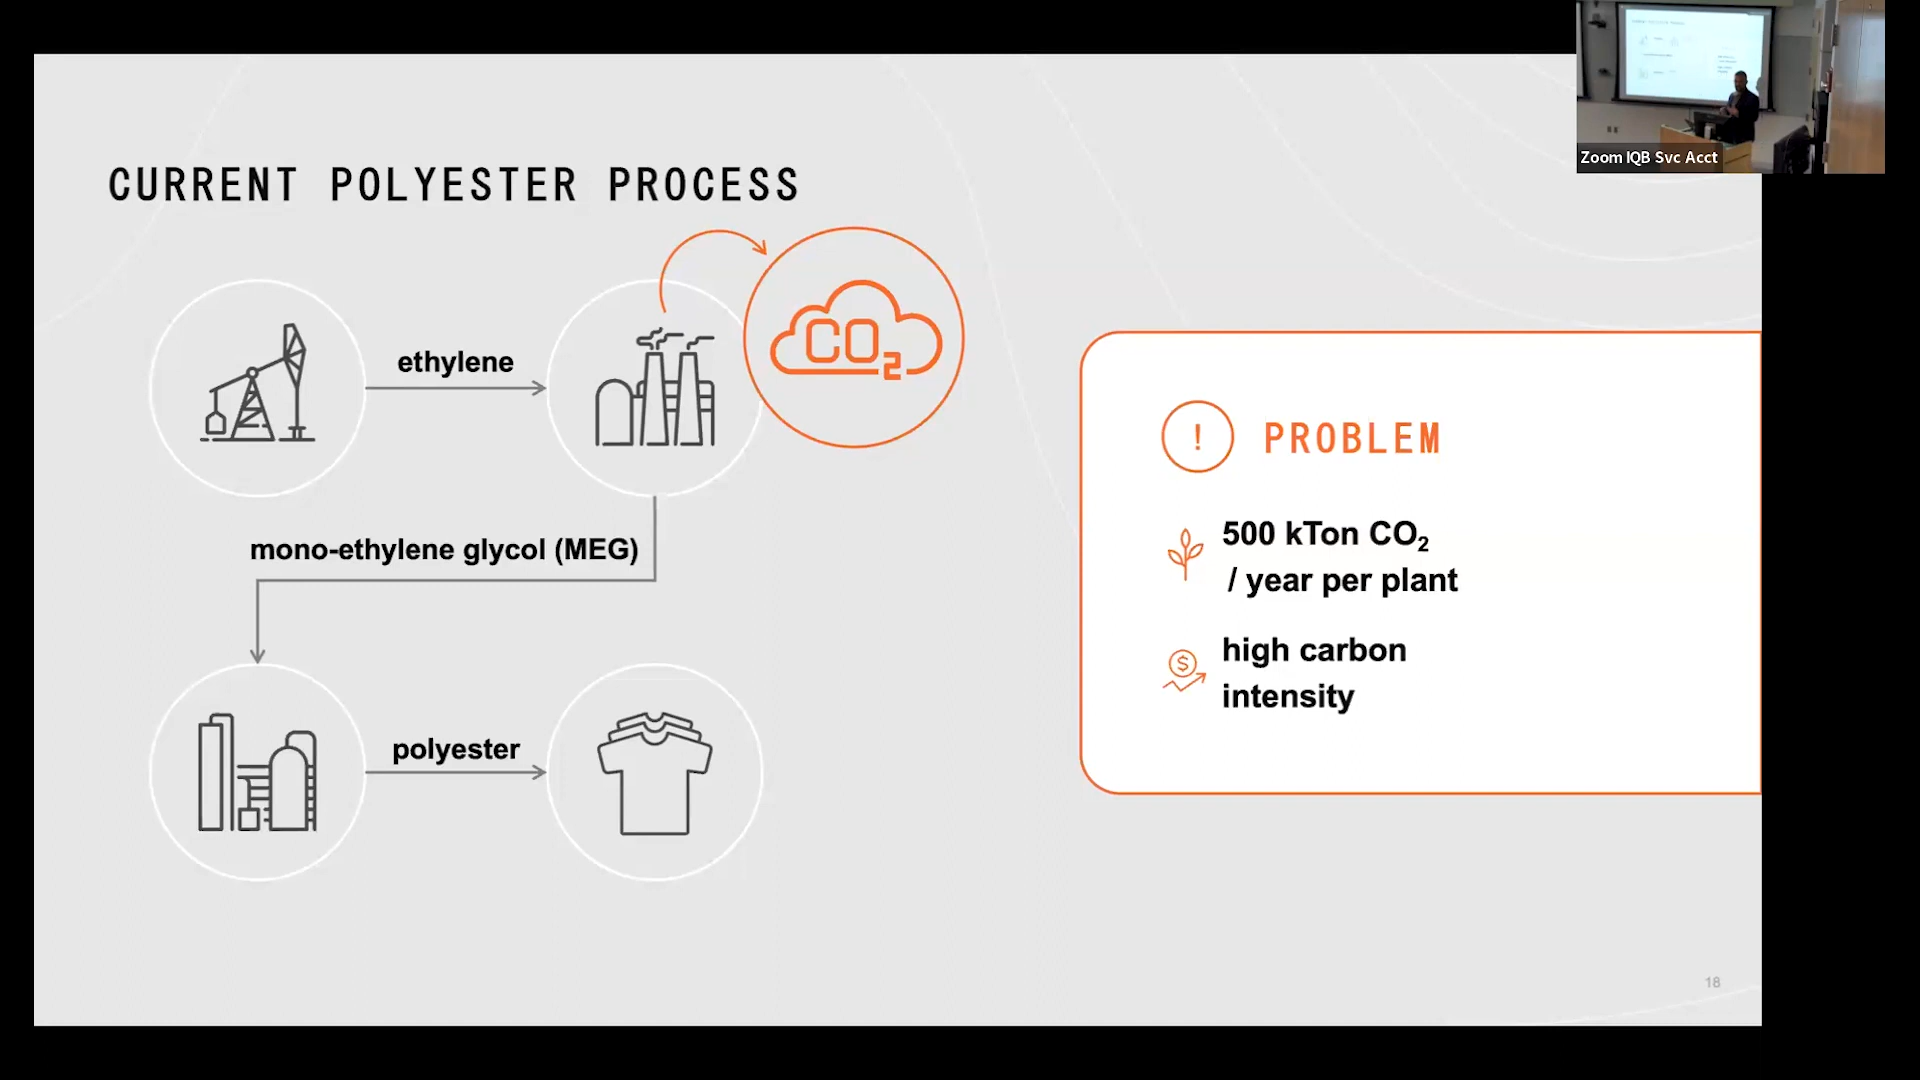 Zoom IQB Svc Acct
CURRENT POLYESTER PROCESS
CO2
ethylene
mono-ethylene glycol (MEG)
polyester
! PROBLEM
500 kTon CO₂
/ year per plant
$
high carbon
intensity
18